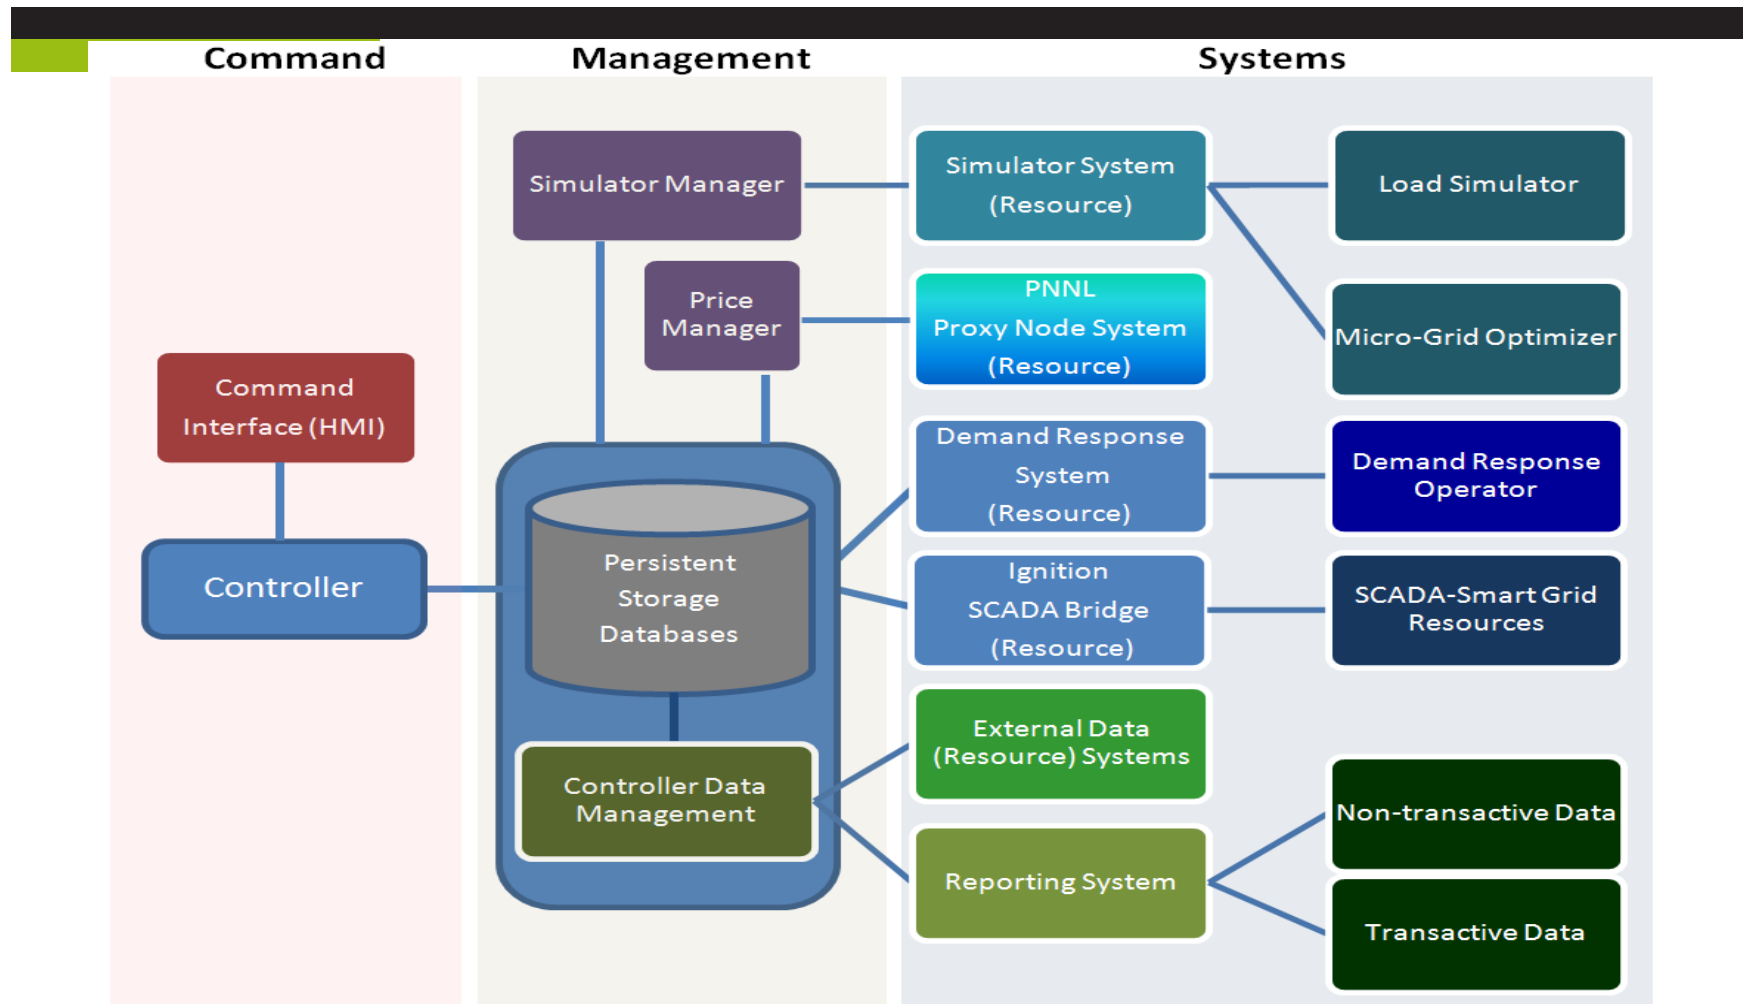 Command
Management
Systems
Command
Interface (HMI)
Controller
Simulator Manager
Price
Manager
Persistent
Storage
Databases
Controller Data
Management
Simulator System
(Resource)
PNNL
Proxy Node System
(Resource)
Demand Response
System
(Resource)
Ignition
SCADA Bridge
(Resource)
External Data
(Resource) Systems
Reporting System
Load Simulator
Micro-Grid Optimizer
Demand Response
Operator
SCADA-Smart Grid
Resources
Non-transactive Data
Transactive Data